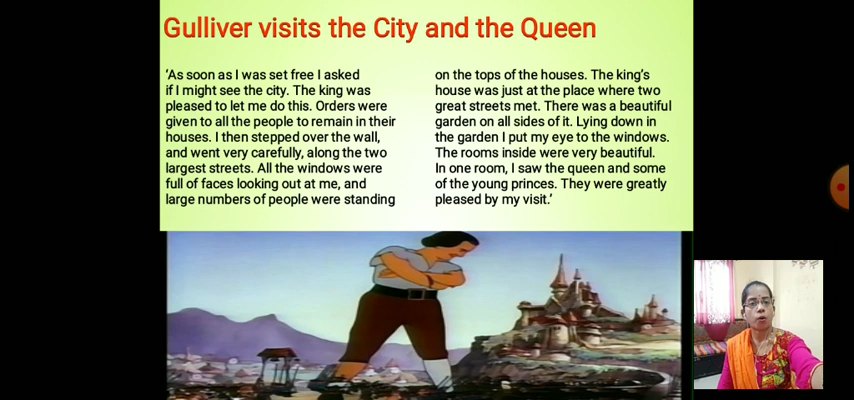 Gulliver visits the City and the Queen
‘As soon as I was set free I asked
if I might see the city. The king was
pleased to let me do this. Orders were
given to all the people to remain in their
houses. I then stepped over the wall,
and went very carefully, along the two
largest streets. All the windows were
full of faces looking out at me, and
large numbers of people were standing
on the tops of the houses. The king’s
house was just at the place where two
great streets met. There was a beautiful
garden on all sides of it. Lying down in
the garden I put my eye to the windows.
The rooms inside were very beautiful.
In one room, I saw the queen and some
of the young princes. They were greatly
pleased by my visit.’